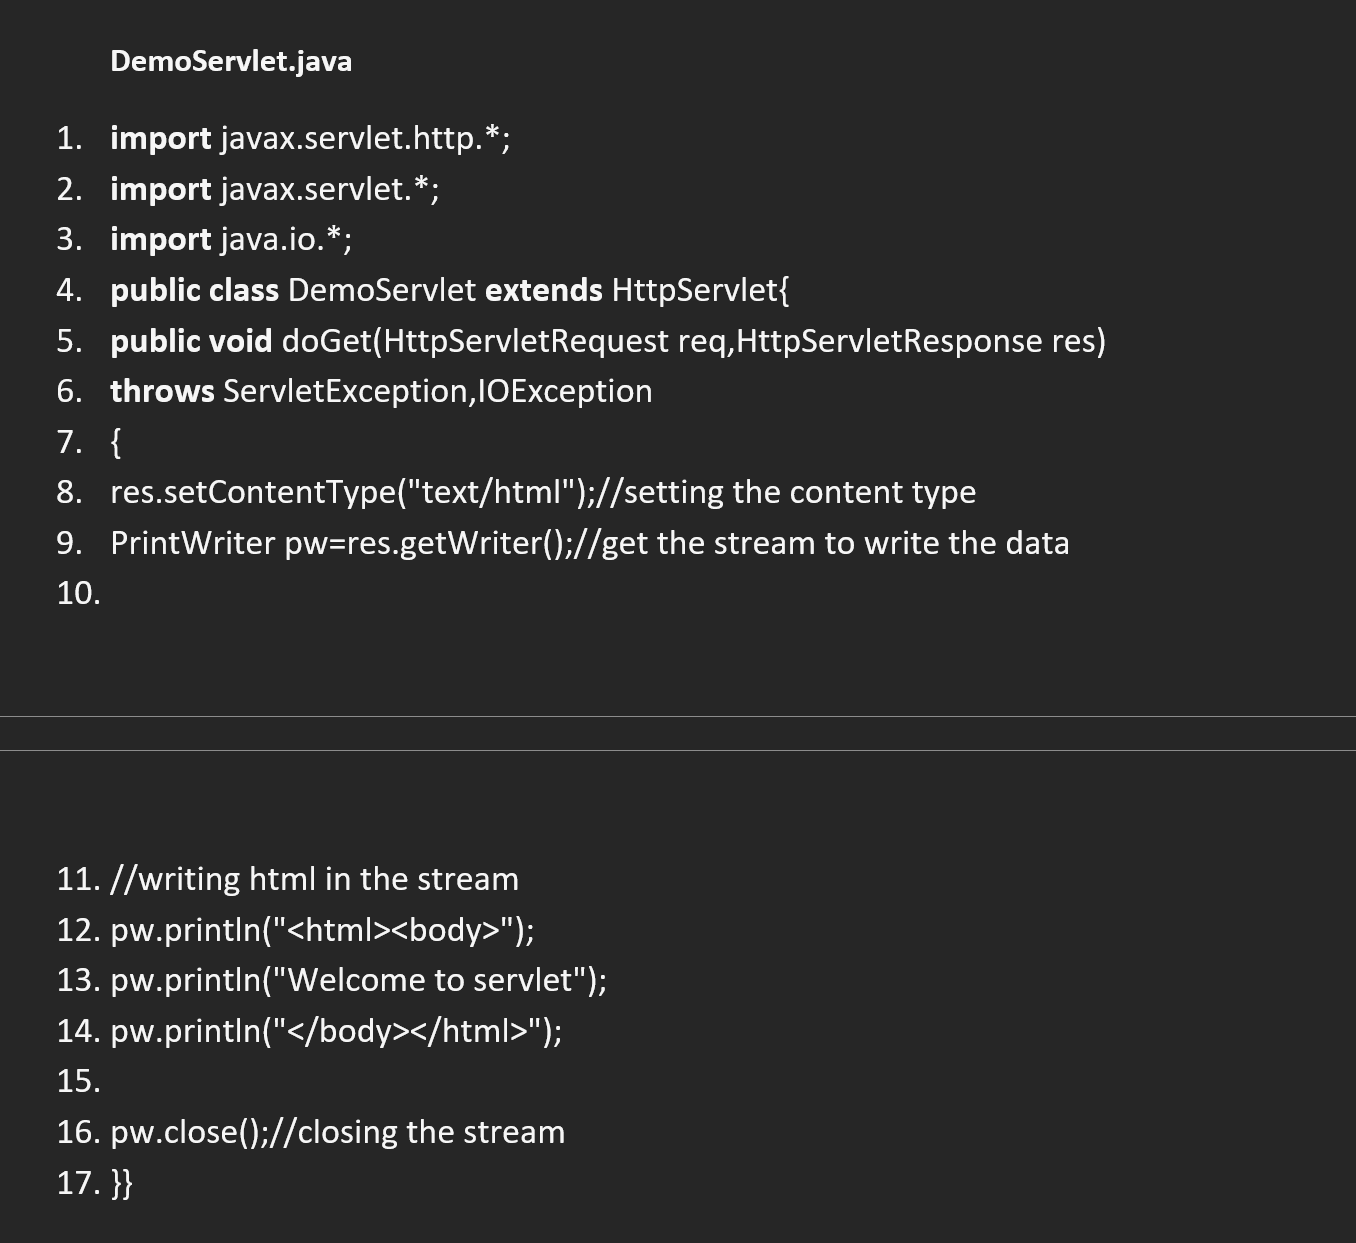 DemoServlet.java
1. import javax.servlet.http.*;
2. import javax.servlet.*;
3. import java.io.*;
4. public class DemoServlet extends HttpServlet{
5. public void doGet(HttpServletRequest req,HttpServletResponse res)
6. throws ServletException,IOException
7. {
8. res.setContentType("text/html");//setting the content type
9. PrintWriter pw=res.getWriter();//get the stream to write the data
10.
11. //writing html in the stream
12. pw.println("<html><body>");
13. pw.println("Welcome to servlet");
14. pw.println("</body></html>");
15.
16. pw.close();//closing the stream
17. }}